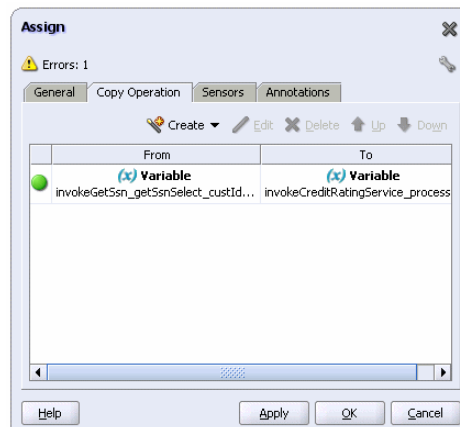 Assign
Errors: 1
General Copy Operation Sensors Annotations
Create Edit Delete Up Down
From To
(x) Variable (x) Variable
invokeGetSsn_getSsnSelect_custId... invokeCreditRatingService_process
Help Apply OK Cancel